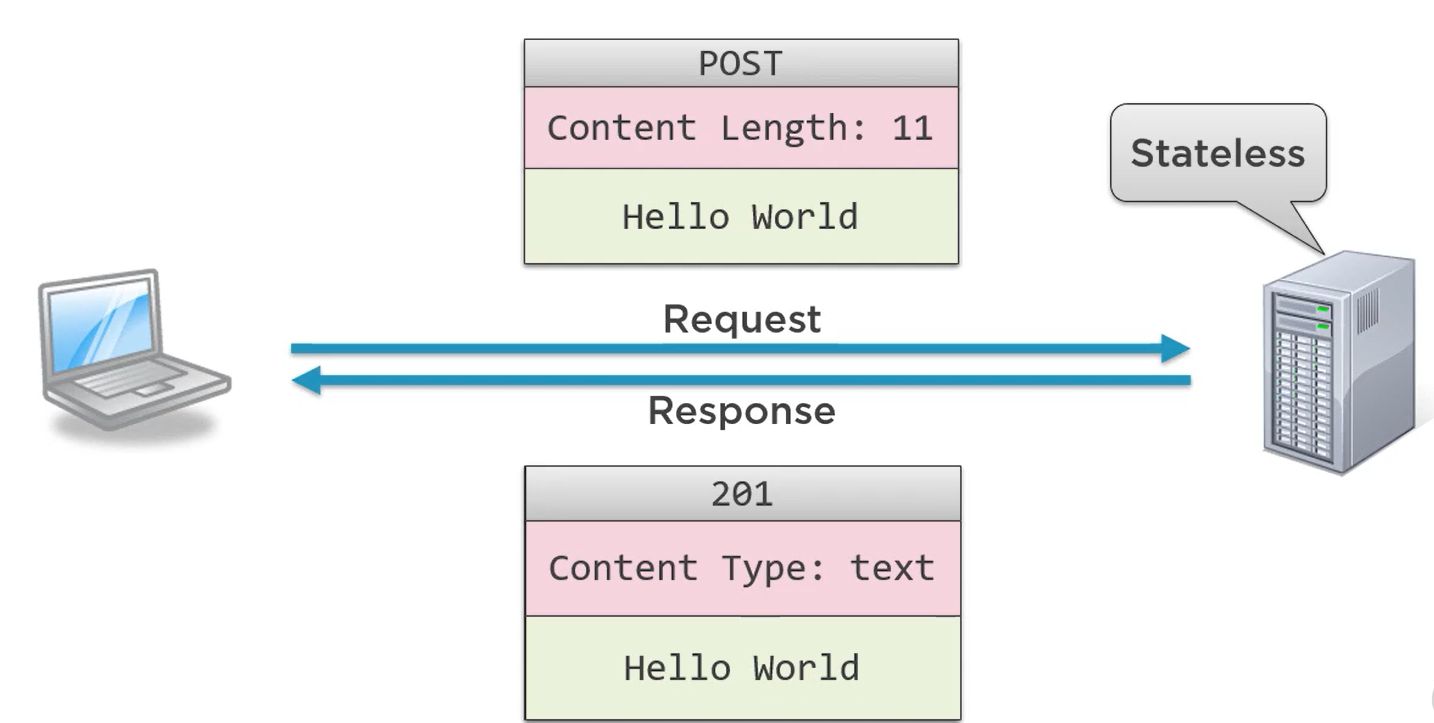 POST
Content Length: 11
Stateless
Hello World
Request
Response
201
Content Type: text
Hello World